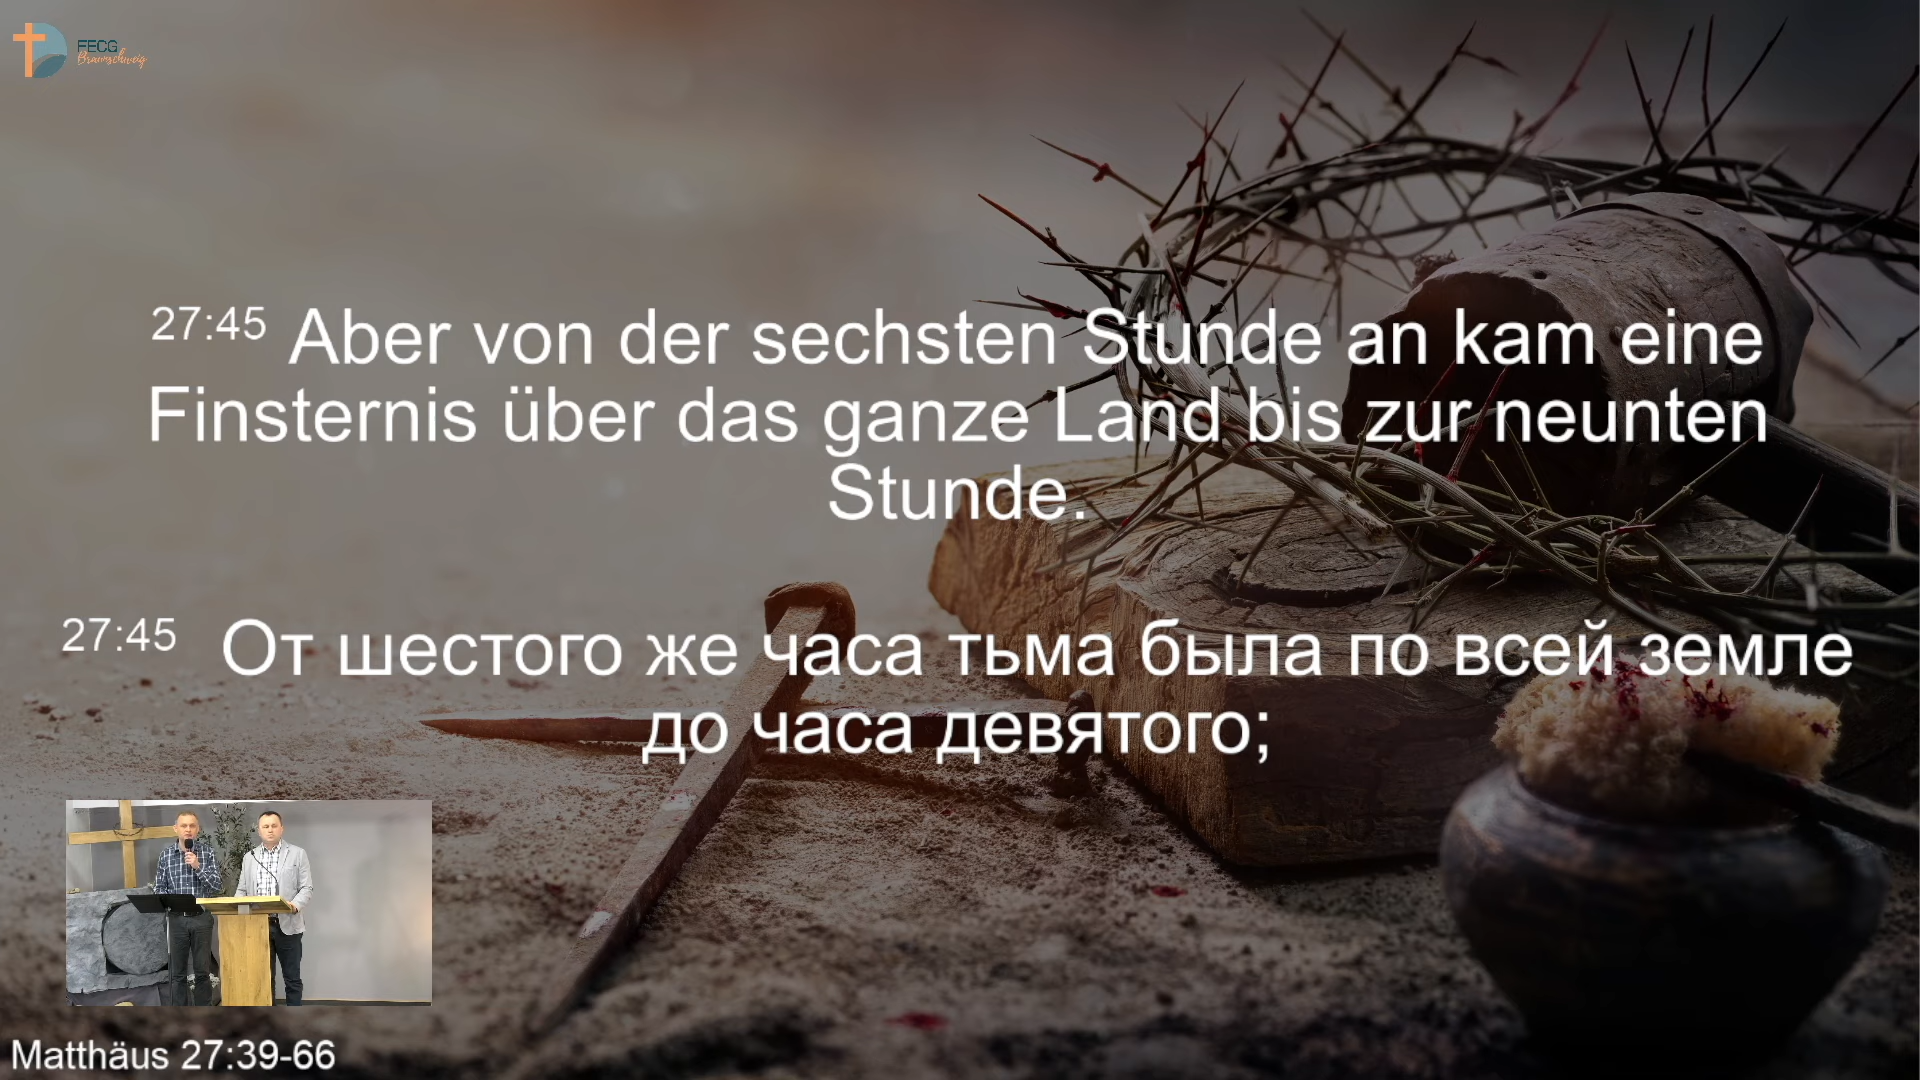 FECG
Braunschweig
27:45 Aber von der sechsten Stunde an kam eine
Finsternis über das ganze Land bis zur neunten
Stunde.
27:45 От шестого же часа тьма была по всей земле
до часа девятого;
Matthäus 27:39-66